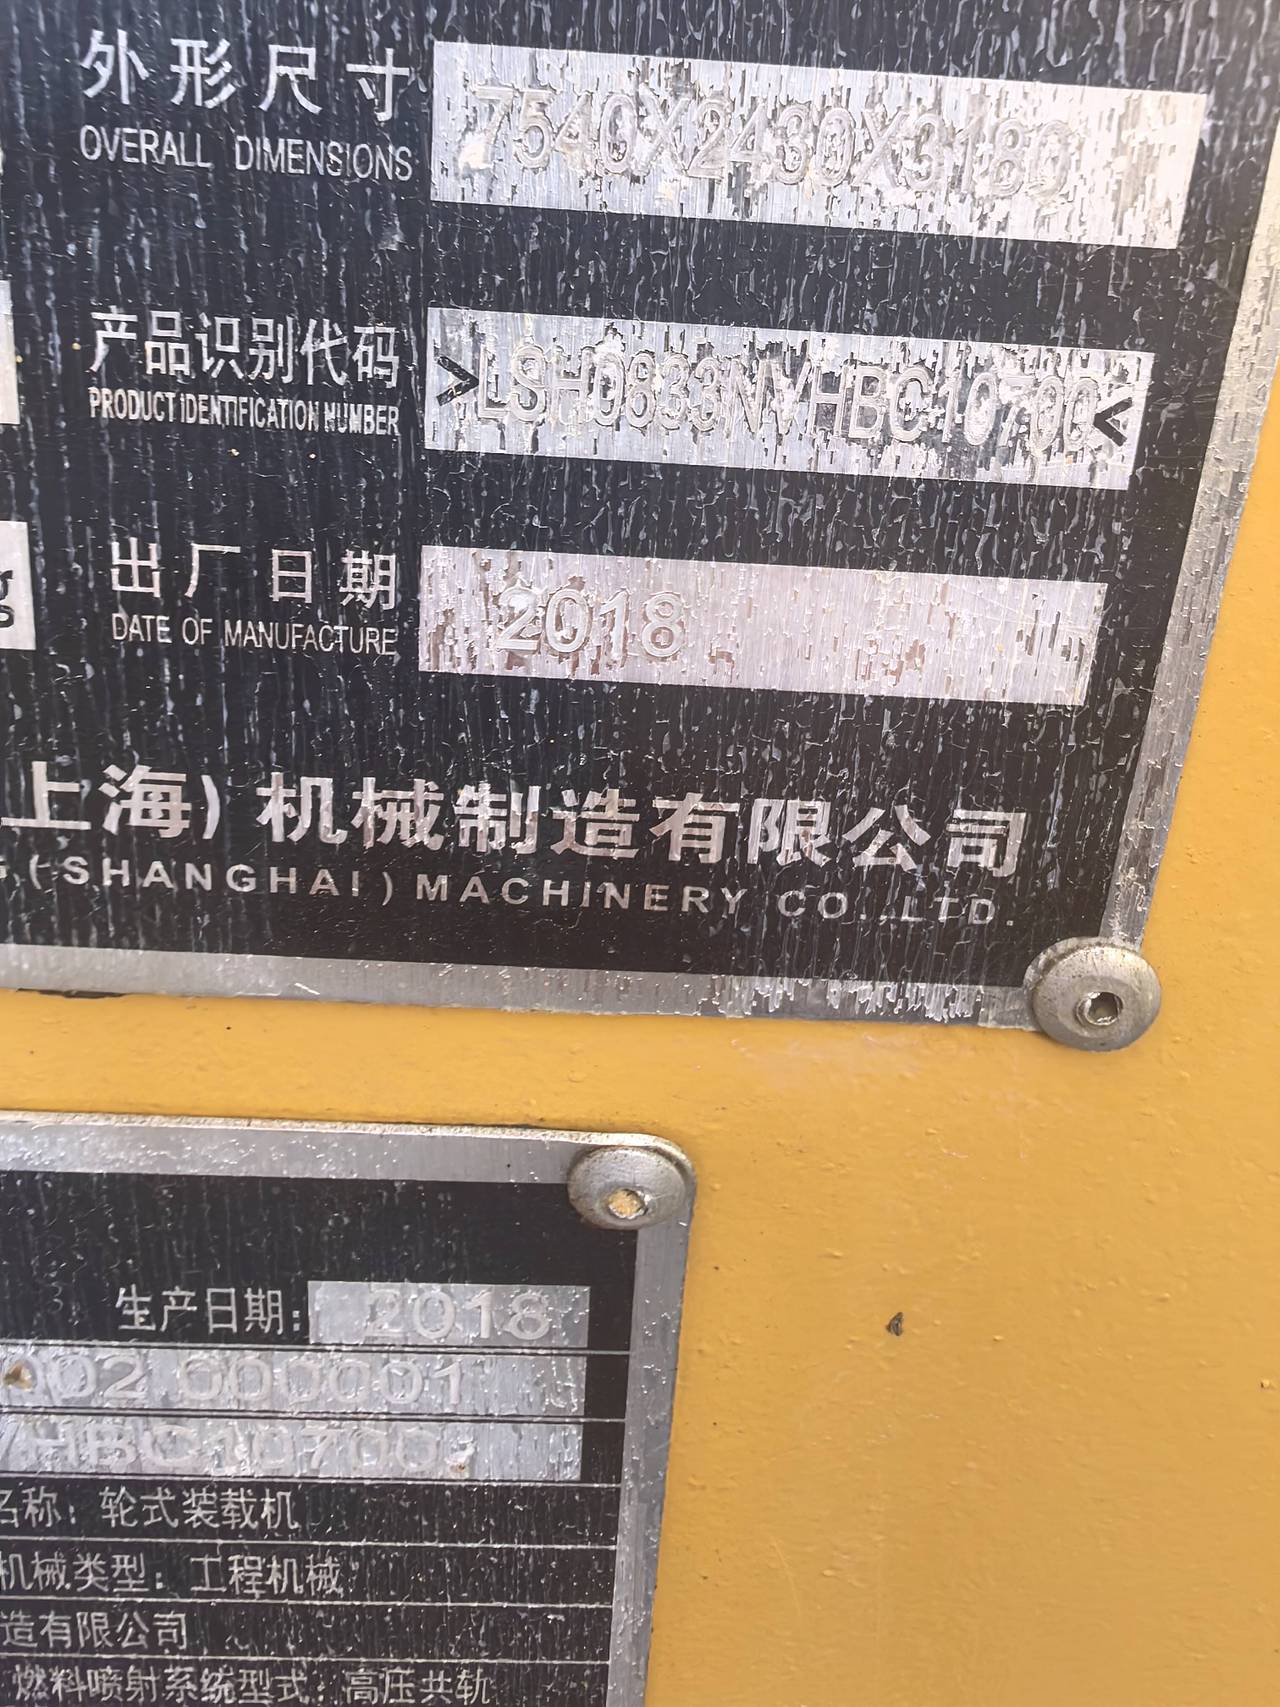 外形尺寸
OVERALL DIMENSIONS
7540X2430X3180
产品识别代码
PRODUCT IDENTIFICATION NUMBER
>LSH0833NVHBC10700<
g
出厂日期
DATE OF MANUFACTURE
2018
上海)机械制造有限公司
G (SHANGHAI) MACHINERY CO.,LTD.
生产日期: 2018
002 000001
VHBC10700
名称: 轮式装载机
机械类型: 工程机械
造有限公司
燃料喷射系统型式: 高压共轨